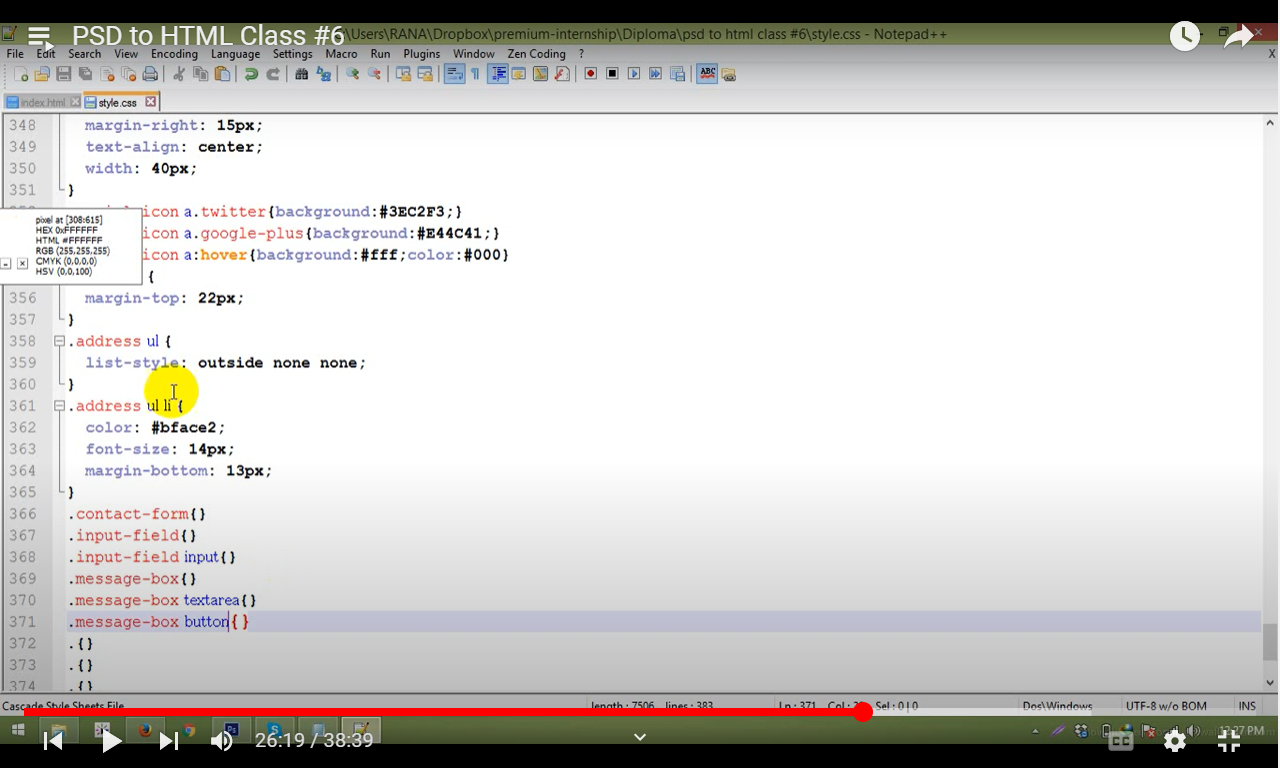 PSD to HTML Class #6
\Users\RANA\Dropbox\premium-internship\Diploma\psd to html class #6\style.css - Notepad++
File Edit Search View Encoding Language Settings Macro Run Plugins Window Zen Coding ? X
index.html style.css
348 margin-right: 15px;
349 text-align: center;
350 width: 40px;
351 }
icon a.twitter{background:#3EC2F3;}
icon a.google-plus{background:#E44C41;}
icon a:hover{background:#fff;color:#000}
{
pixel at [308:615]
HEX 0xFFFFFF
HTML #FFFFFF
RGB (255,255,255)
CMYK (0,0,0,0)
HSV (0,0,100)
356 margin-top: 22px;
357 }
358 .address ul {
359 list-style: outside none none;
360 }
361 .address ul li {
362 color: #bface2;
363 font-size: 14px;
364 margin-bottom: 13px;
365 }
366 .contact-form{}
367 .input-field{}
368 .input-field input{}
369 .message-box{}
370 .message-box textarea{}
371 .message-box button{}
372 .{}
373 .{}
374 .{}
Cascade Style Sheets File length : 7506 lines : 383 Ln : 371 Col : Sel : 0 | 0 Dos\Windows UTF-8 w/o BOM INS
26:19 / 38:39
CC
12:27 PM